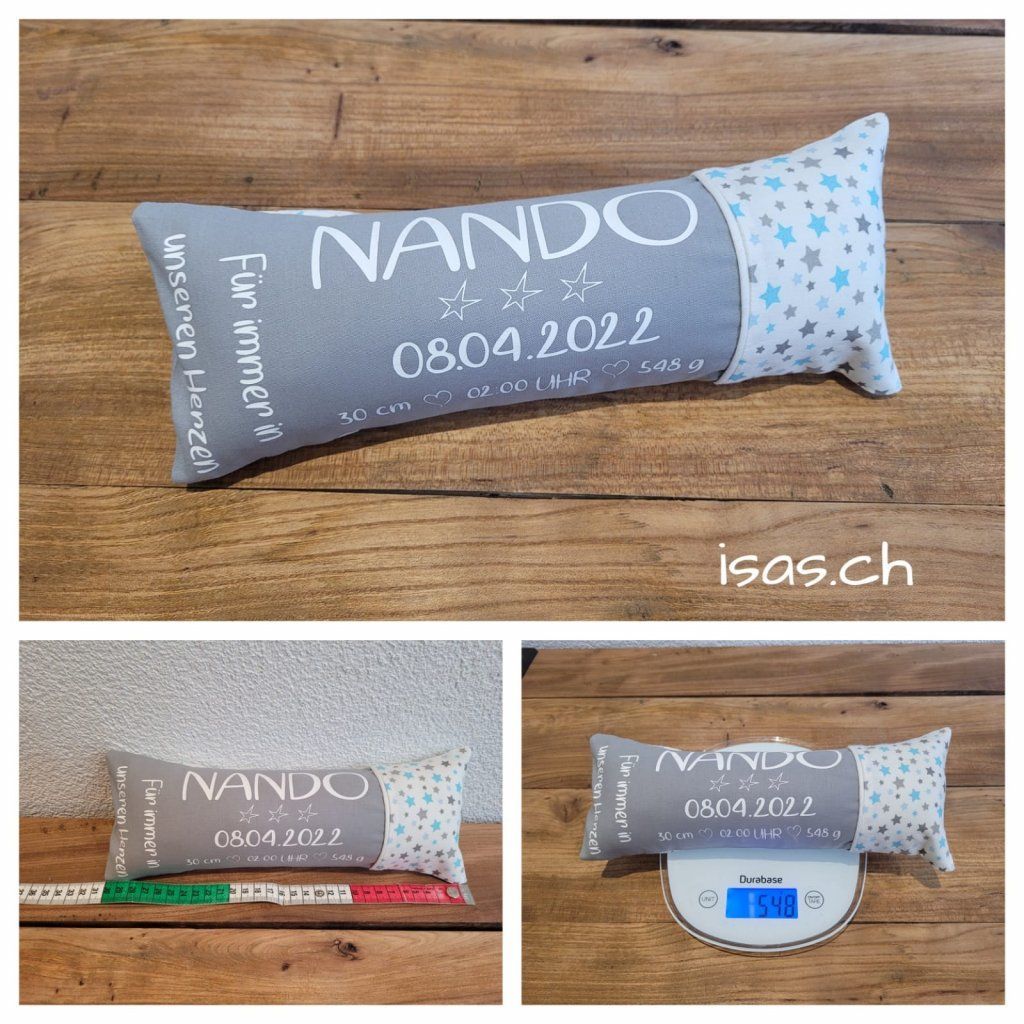 Für immer in
unseren Herzen
NANDO
08.04.2022
30 cm ♡ 02:00 UHR ♡ 548 g
isas.ch
Für immer in
unseren Herzen
NANDO
08.04.2022
30 cm ♡ 02:00 UHR ♡ 548 g
Für immer in
unseren Herzen
NANDO
08.04.2022
30 cm ♡ 02:00 UHR ♡ 548 g
Durabase
UNIT
548
TARE